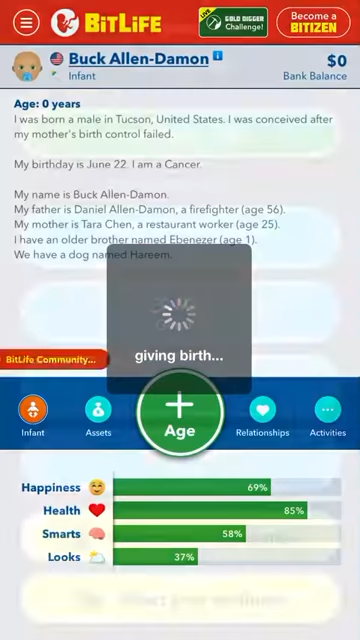 BitLife
LIVE
GOLD DIGGER
Challenge!
Become a
BITIZEN
Buck Allen-Damon
$0
Infant
Bank Balance
Age: 0 years
I was born a male in Tucson, United States. I was conceived after
my mother's birth control failed.
My birthday is June 22. I am a Cancer.
My name is Buck Allen-Damon.
My father is Daniel Allen-Damon, a firefighter (age 56).
My mother is Tara Chen, a restaurant worker (age 25).
I have an older brother named Ebenezer (age 1).
We have a dog named Hareem.
giving birth...
BitLife Community...
Infant
Assets
+
Age
Relationships
Activities
Happiness 69%
Health 85%
Smarts 58%
Looks 37%